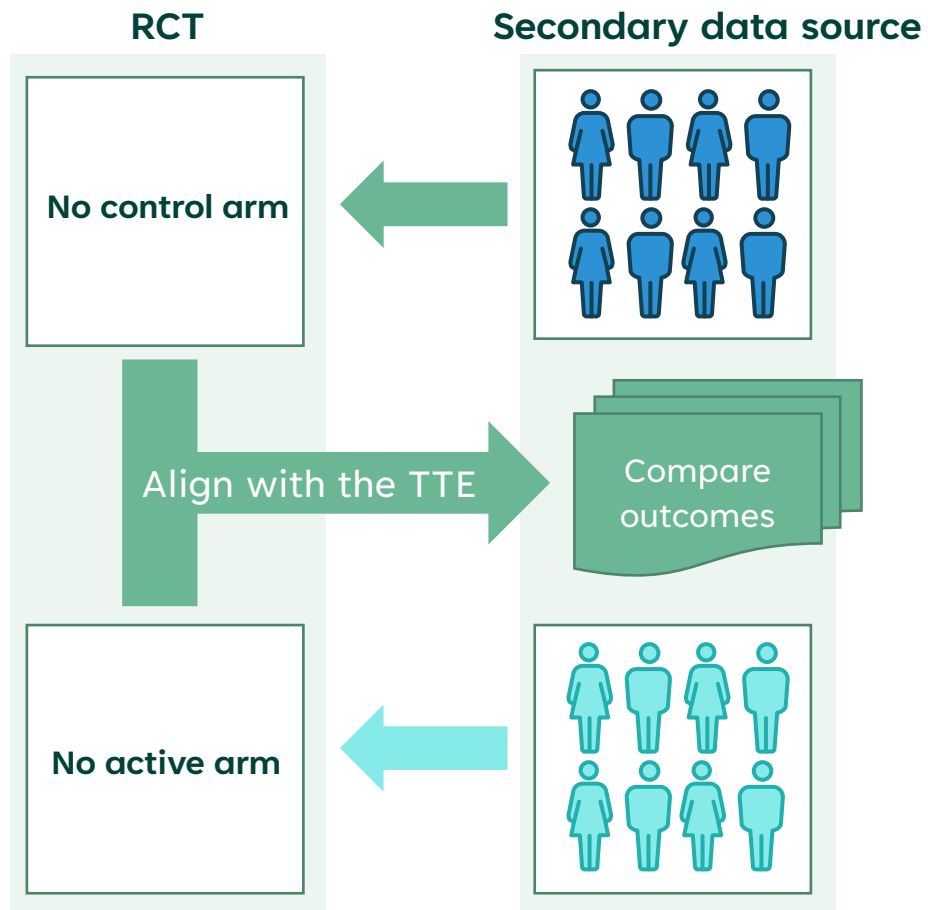 RCT
Secondary data source
No control arm
Align with the TTE
Compare
outcomes
No active arm